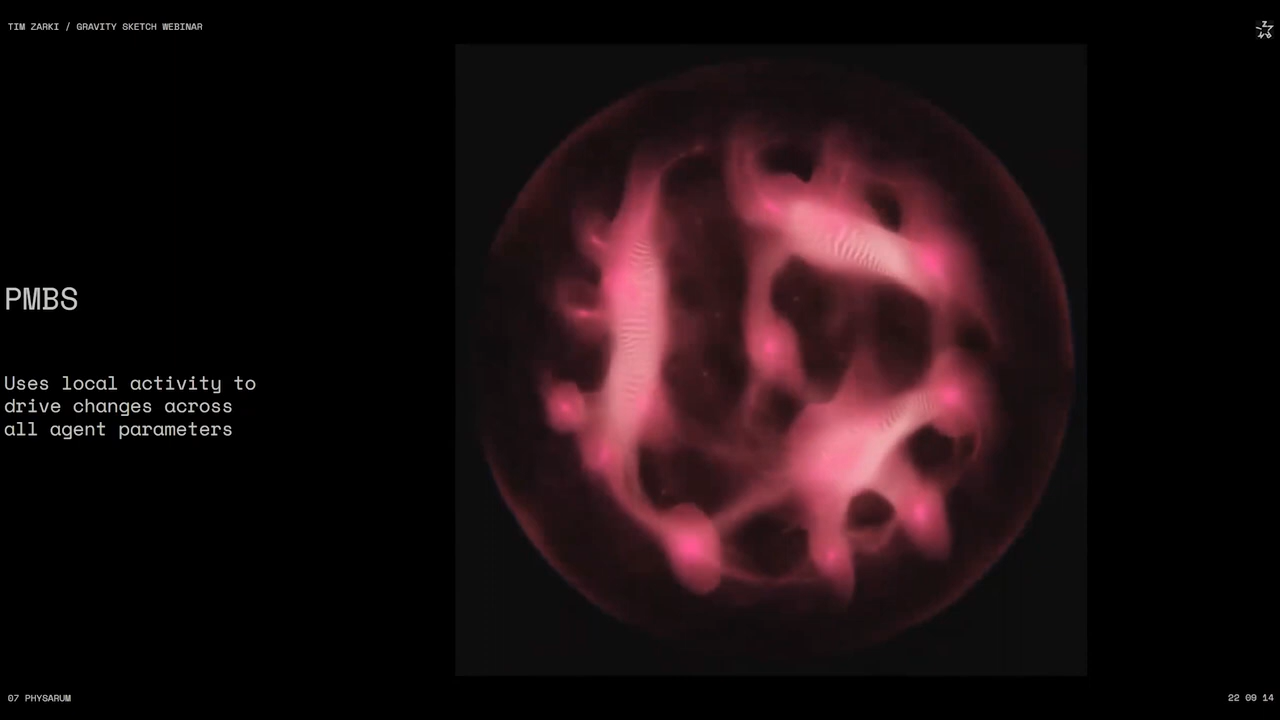 TIM ZARKI / GRAVITY SKETCH WEBINAR
PMBS
Uses local activity to
drive changes across
all agent parameters
07 PHYSARUM
22 09 14